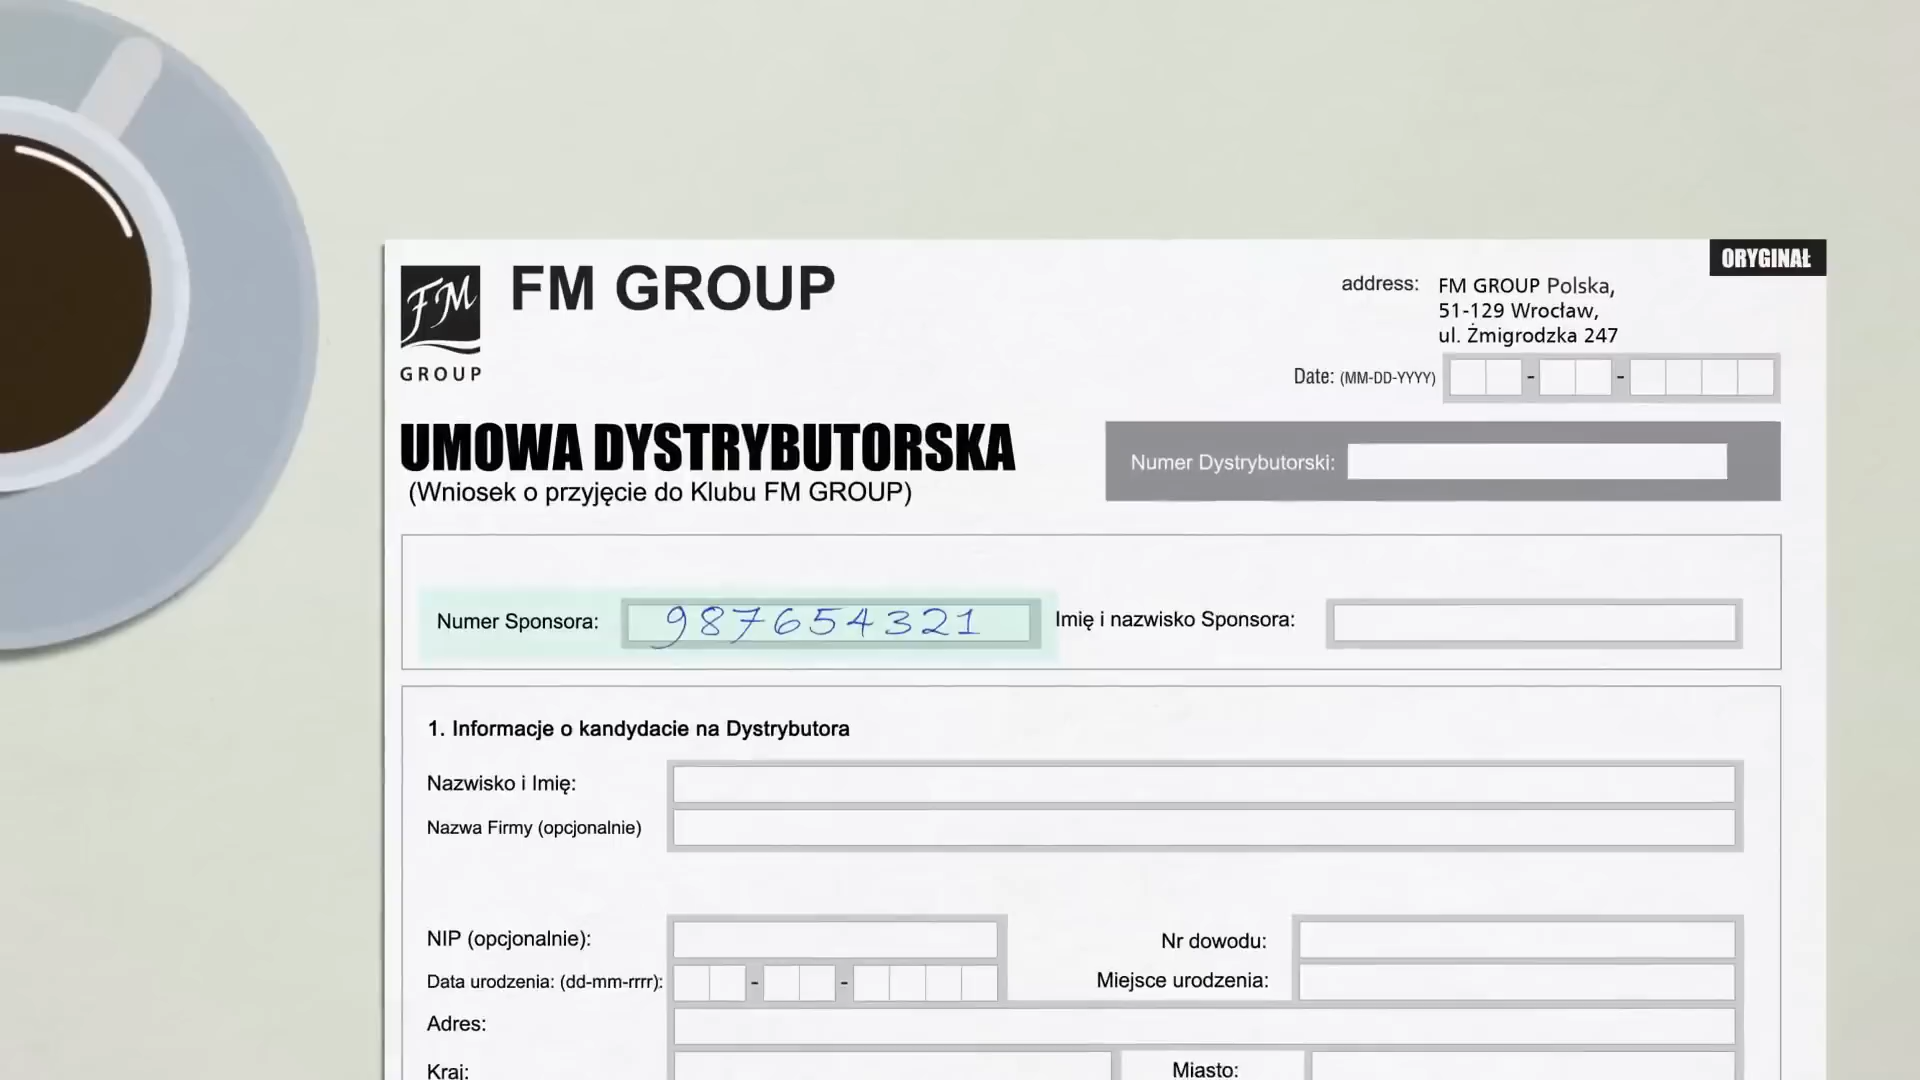 ORYGINAŁ
FM
GROUP
FM GROUP
address: FM GROUP Polska,
51-129 Wrocław,
ul. Żmigrodzka 247
Date: (MM-DD-YYYY) - -
UMOWA DYSTRYBUTORSKA
(Wniosek o przyjęcie do Klubu FM GROUP)
Numer Dystrybutorski:
Numer Sponsora: 987654321 Imię i nazwisko Sponsora:
1. Informacje o kandydacie na Dystrybutora
Nazwisko i Imię:
Nazwa Firmy (opcjonalnie)
NIP (opcjonalnie): Nr dowodu:
Data urodzenia: (dd-mm-rrrr): - - Miejsce urodzenia:
Adres:
Kraj: Miasto: